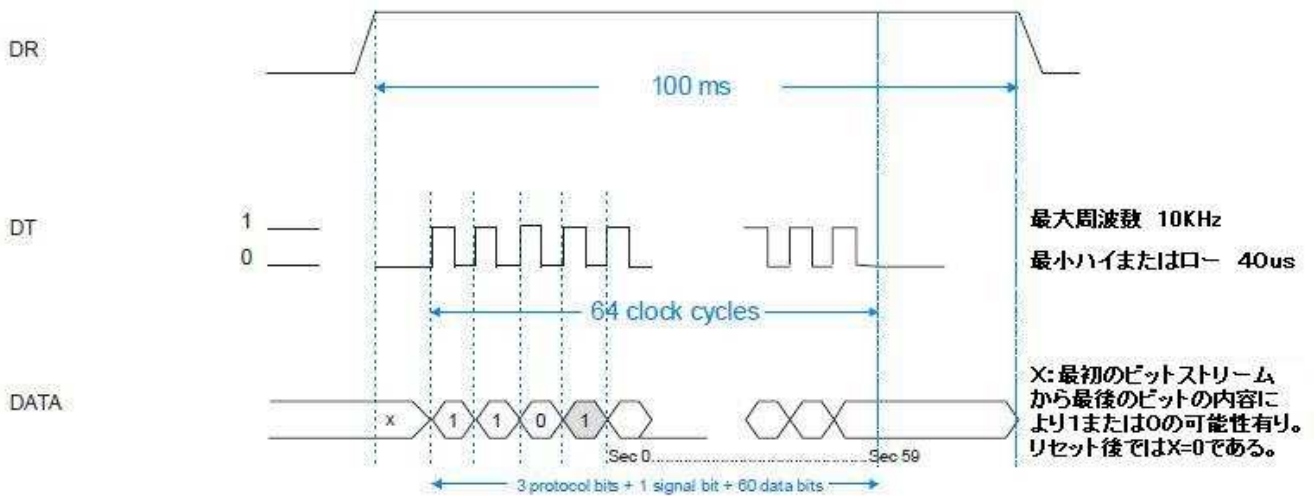 DR
100 ms
DT
1
0
最大周波数 10KHz
最小ハイまたはロー 40us
64 clock cycles
DATA
x
1
1
0
1
X:最初のビットストリーム
から最後のビットの内容に
より1または0の可能性有り。
リセット後ではX=0である。
Sec 0
Sec 59
3 protocol bits + 1 signal bit + 60 data bits